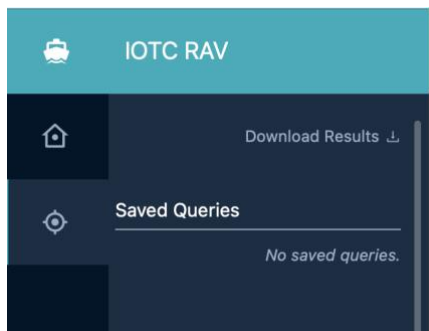 IOTC RAV
Download Results
Saved Queries
No saved queries.